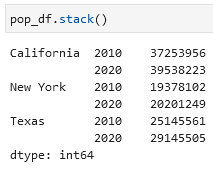 pop_df.stack()
California 2010 37253956
2020 39538223
New York 2010 19378102
2020 20201249
Texas 2010 25145561
2020 29145505
dtype: int64